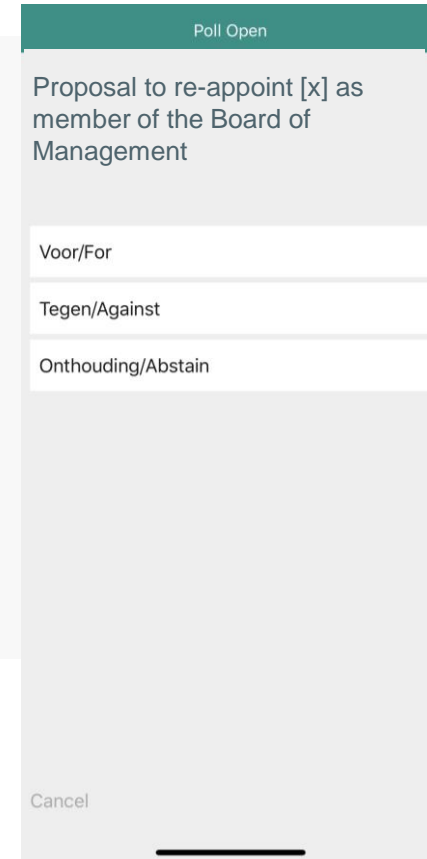 Poll Open
Proposal to re-appoint [x] as
member of the Board of
Management
Voor/For
Tegen/Against
Onthouding/Abstain
Cancel